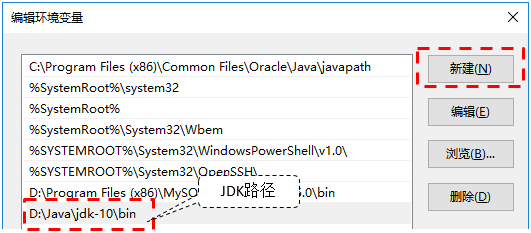 编辑环境变量
C:\Program Files (x86)\Common Files\Oracle\Java\javapath
新建(N)
%SystemRoot%\system32
%SystemRoot%
编辑(E)
%SystemRoot%\System32\Wbem
%SYSTEMROOT%\System32\WindowsPowerShell\v1.0\
浏览(B)...
%SYSTEMROOT%\System32\OpenSSH\
D:\Program Files (x86)\MySQ .0\bin
JDK路径
删除(D)
D:\Java\jdk-10\bin